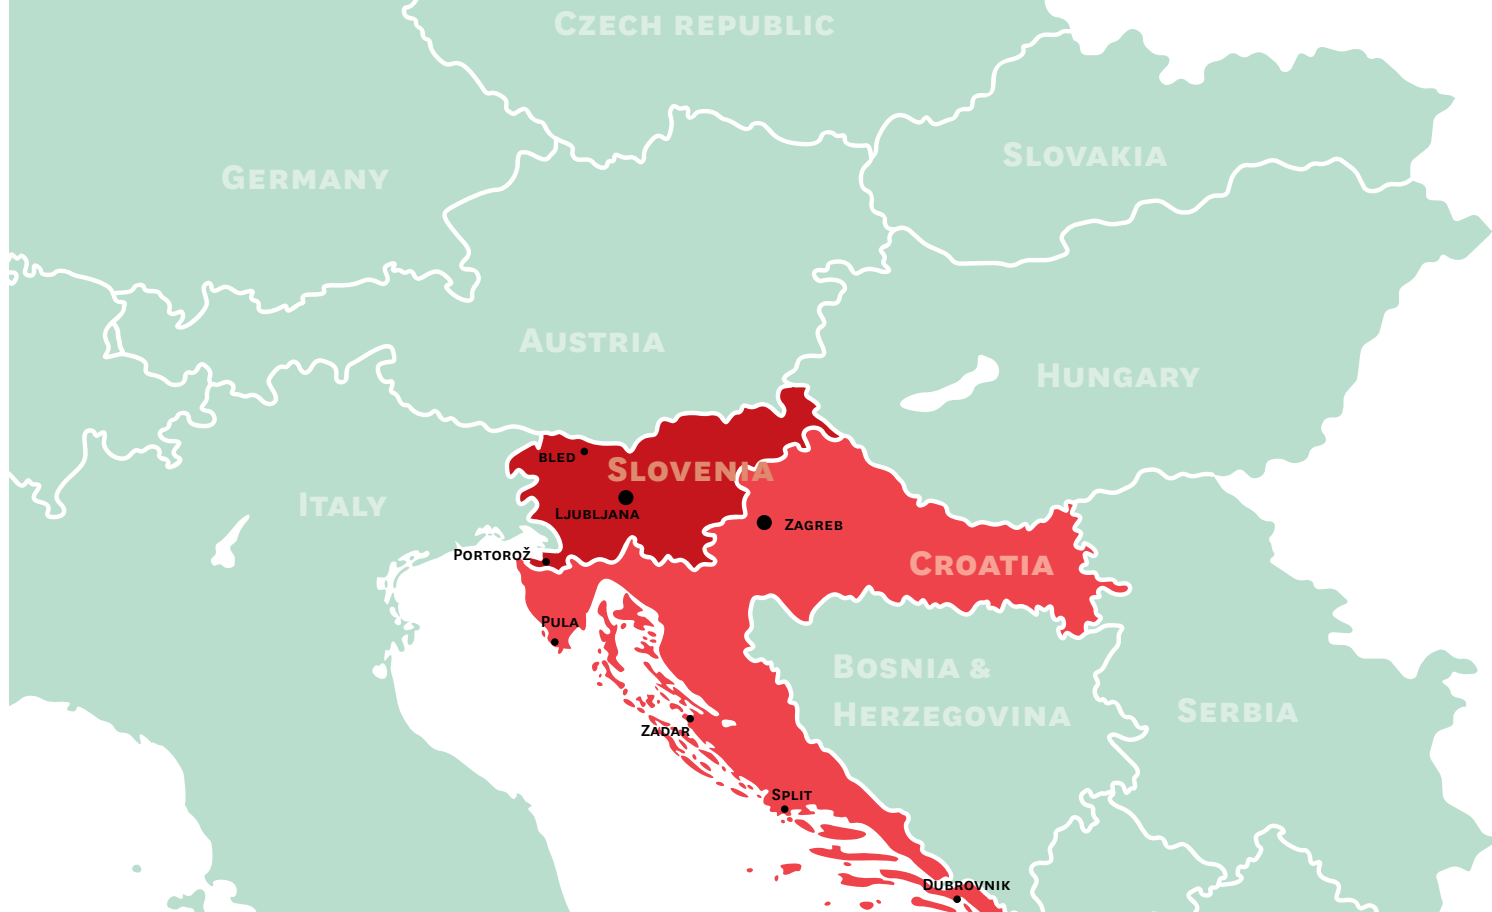 Czech republic
Slovakia
Germany
Austria
Hungary
Bled
Slovenia
Ljubljana
Italy
Zagreb
Portorož
Croatia
Pula
Bosnia &
Herzegovina
Serbia
Zadar
Split
Dubrovnik